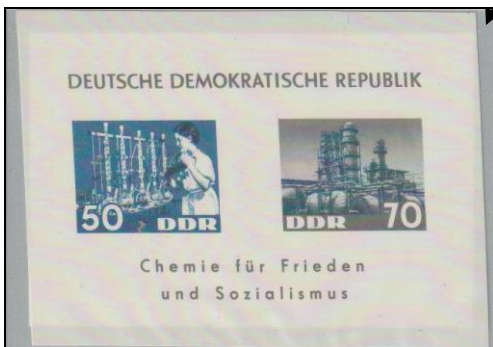 DEUTSCHE DEMOKRATISCHE REPUBLIK
50 DDR
DDR 70
Chemie für Frieden
und Sozialismus